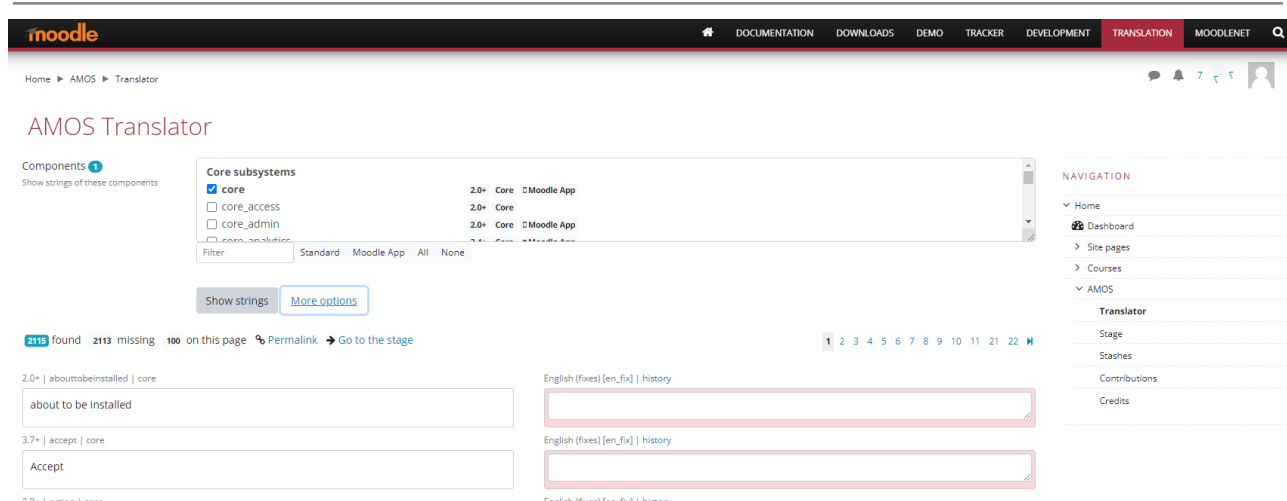 moodle
DOCUMENTATION DOWNLOADS DEMO TRACKER DEVELOPMENT TRANSLATION MOODLENET
Home ► AMOS ► Translator
7
AMOS Translator
Components 1
Show strings of these components
Core subsystems
core 2.0+ Core Moodle App
core_access 2.0+ Core
core_admin 2.0+ Core Moodle App
core_analytics
Filter Standard Moodle App All None
Show strings More options
2115 found 2113 missing 100 on this page Permalink Go to the stage
1 2 3 4 5 6 7 8 9 10 11 21 22
2.0+ | abouttobeinstalled | core English (fixes) [en_fix] | history
about to be installed
3.7+ | accept | core English (fixes) [en_fix] | history
Accept
NAVIGATION
Home
Dashboard
Site pages
Courses
AMOS
Translator
Stage
Stashes
Contributions
Credits